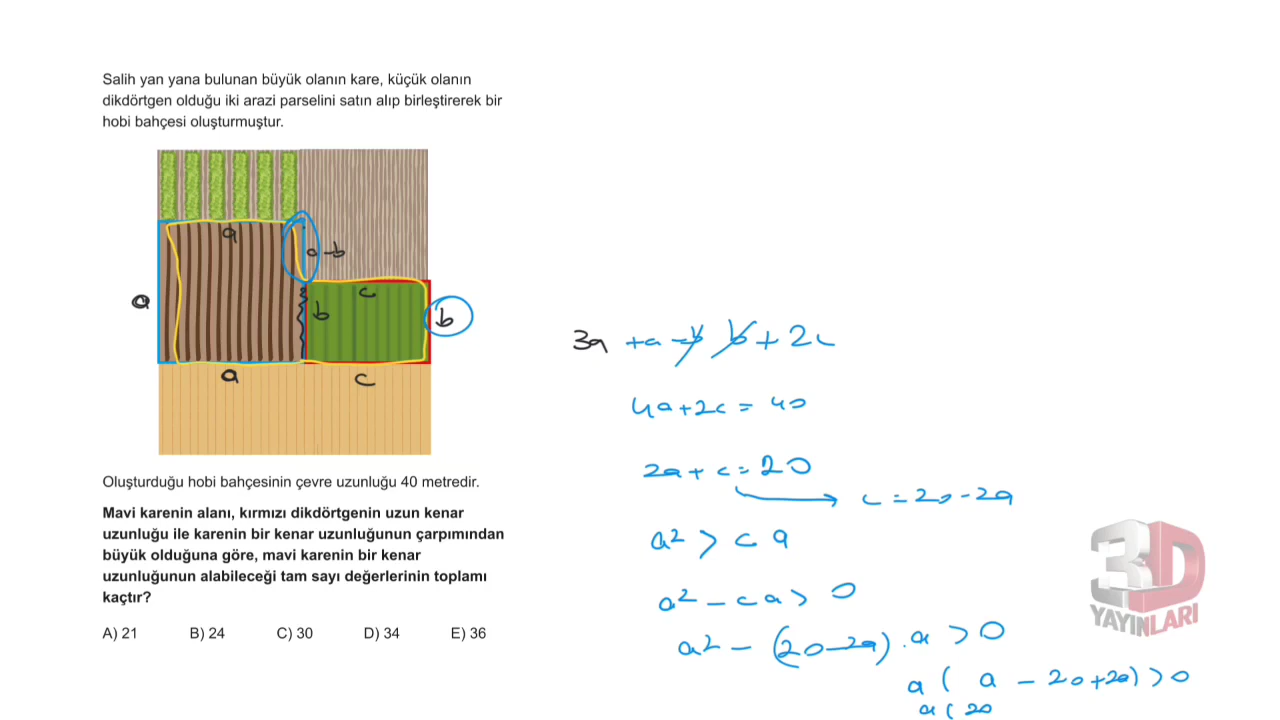 Salih yan yana bulunan büyük olanın kare, küçük olanın
dikdörtgen olduğu iki arazi parselini satın alıp birleştirerek bir
hobi bahçesi oluşturmuştur.
a
a
a-b
b
c
b
a
c
Oluşturduğu hobi bahçesinin çevre uzunluğu 40 metredir.
Mavi karenin alanı, kırmızı dikdörtgenin uzun kenar
uzunluğu ile karenin bir kenar uzunluğunun çarpımından
büyük olduğuna göre, mavi karenin bir kenar
uzunluğunun alabileceği tam sayı değerlerinin toplamı
kaçtır?
A) 21 B) 24 C) 30 D) 34 E) 36
3a +a -b b + 2c
4a+2c = 40
2a + c = 20
c = 20 - 2a
a² > c a
a² - ca > 0
a² - (20-2a) . a > 0
a ( a - 20+2a) > 0
a ( 20
3D
YAYINLARI